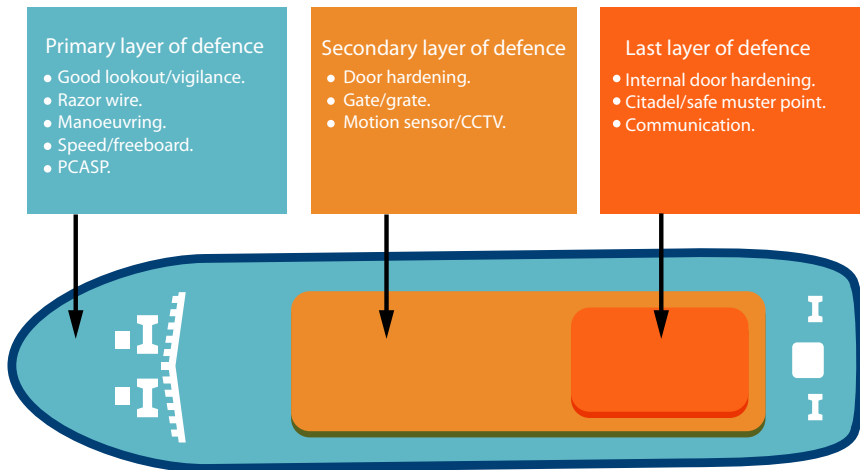 Primary layer of defence
• Good lookout/vigilance.
• Razor wire.
• Manoeuvring.
• Speed/freeboard.
• PCASP.
Secondary layer of defence
• Door hardening.
• Gate/grate.
• Motion sensor/CCTV.
Last layer of defence
• Internal door hardening.
• Citadel/safe muster point.
• Communication.